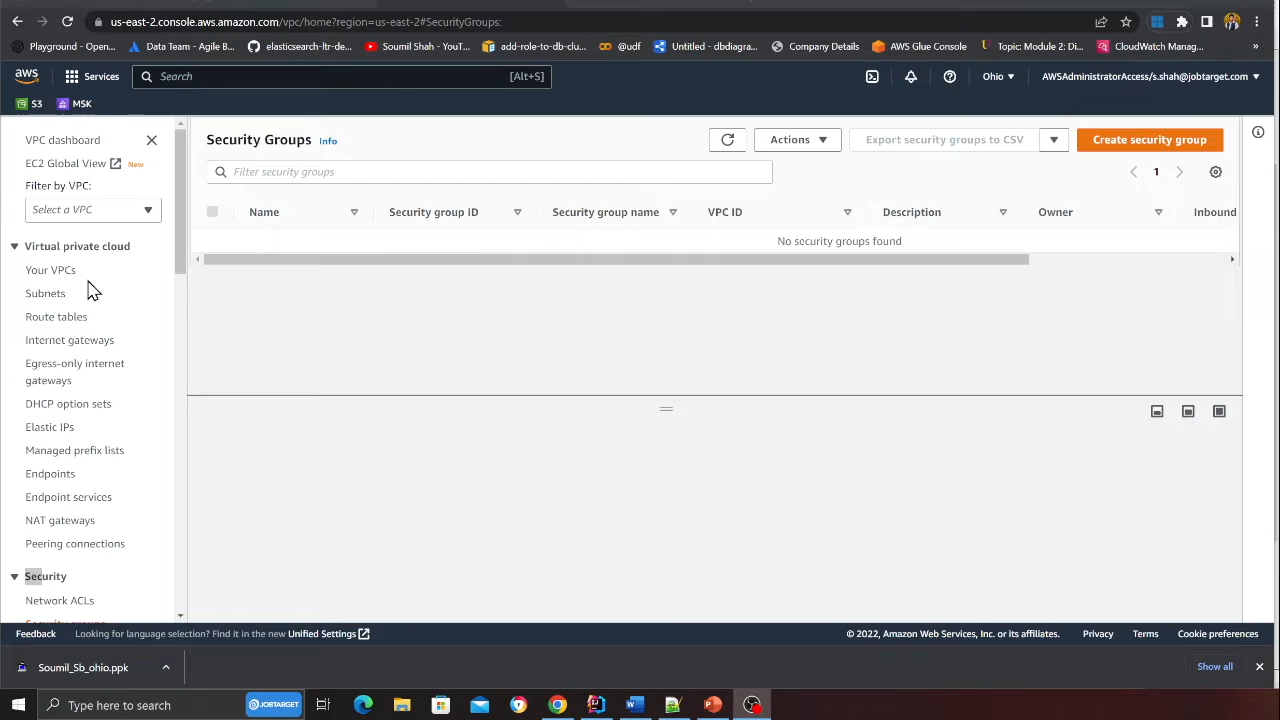 us-east-2.console.aws.amazon.com/vpc/home?region=us-east-2#SecurityGroups:
Playground - Open...
Data Team - Agile B...
elasticsearch-ltr-de...
Soumil Shah - YouT...
add-role-to-db-clu...
@udf
Untitled - dbdiagra...
Company Details
AWS Glue Console
Topic: Module 2: Di...
CloudWatch Manag...
»
aws
Services
Search
[Alt+S]
Ohio
AWSAdministratorAccess/s.shah@jobtarget.com
S3
MSK
VPC dashboard
EC2 Global View
New
Filter by VPC:
Select a VPC
Virtual private cloud
Your VPCs
Subnets
Route tables
Internet gateways
Egress-only internet
gateways
DHCP option sets
Elastic IPs
Managed prefix lists
Endpoints
Endpoint services
NAT gateways
Peering connections
Security
Network ACLs
Security groups
Security Groups
Info
Actions
Export security groups to CSV
Create security group
Filter security groups
1
Name
Security group ID
Security group name
VPC ID
Description
Owner
Inbound
No security groups found
Feedback
Looking for language selection? Find it in the new Unified Settings
© 2022, Amazon Web Services, Inc. or its affiliates.
Privacy
Terms
Cookie preferences
Soumil_Sb_ohio.ppk
Show all
Type here to search
JOBTARGET